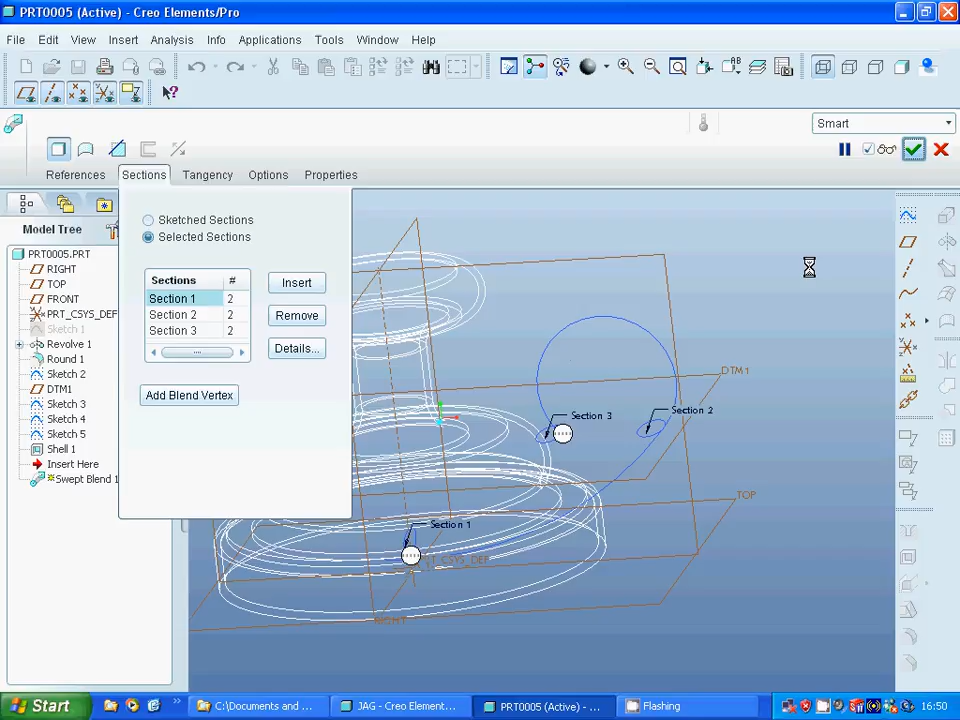 PRT0005 (Active) - Creo Elements/Pro
File Edit View Insert Analysis Info Applications Tools Window Help
Smart
References Sections Tangency Options Properties
Model Tree
Sketched Sections
Selected Sections
Sections #
Section 1 2
Section 2 2
Section 3 2
Insert
Remove
Details...
Add Blend Vertex
PRT0005.PRT
RIGHT
TOP
FRONT
PRT_CSYS_DEF
Sketch 1
Revolve 1
Round 1
Sketch 2
DTM1
Sketch 3
Sketch 4
Sketch 5
Shell 1
Insert Here
Swept Blend 1
DTM1
Section 3
Section 2
TOP
Section 1
PRT_CSYS_DEF
RIGHT
Start
C:\Documents and ...
JAG - Creo Element...
PRT0005 (Active) - ...
Flashing
16:50